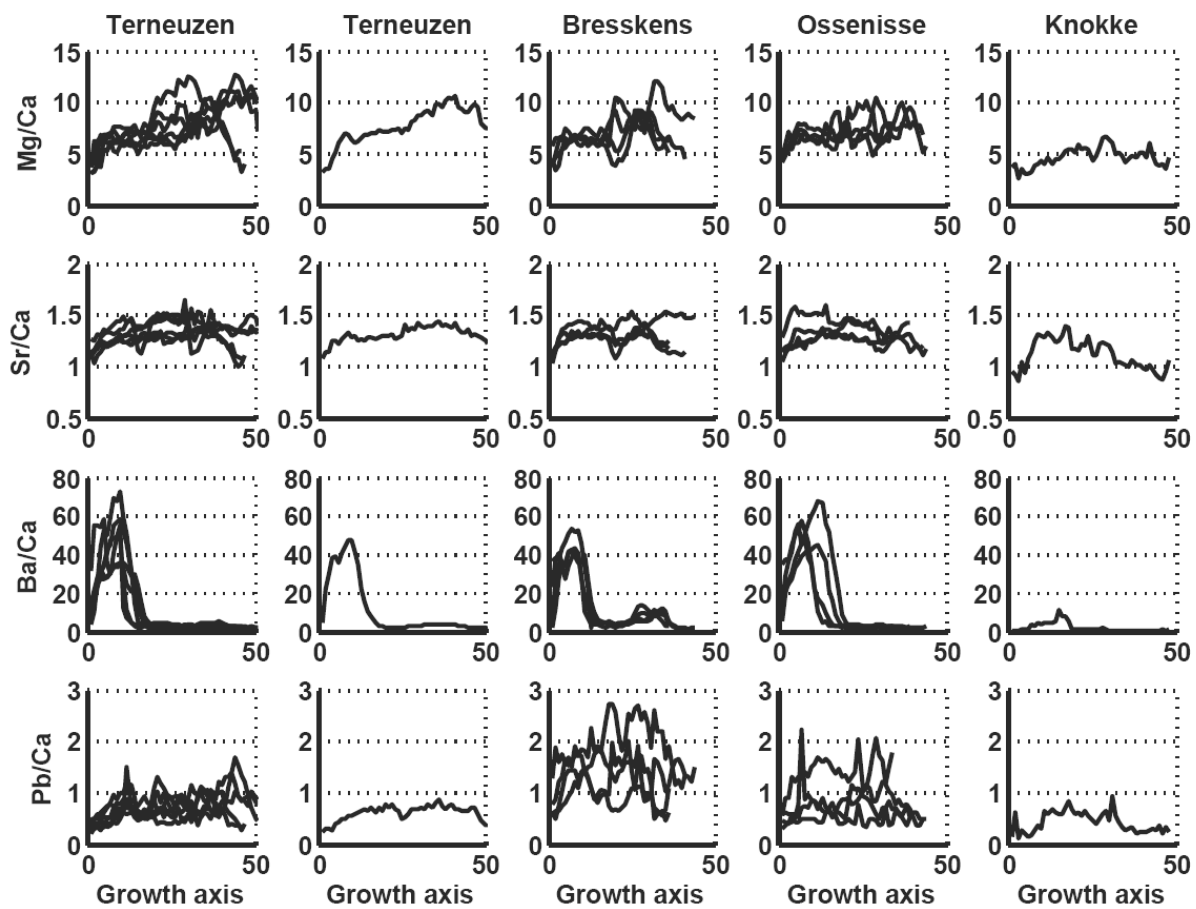 Terneuzen Terneuzen Bresskens Ossenisse Knokke
Mg/Ca
15 15 15 15 15
10 10 10 10 10
5 5 5 5 5
0 0 0 0 0
0 50 0 50 0 50 0 50 0 50
Sr/Ca
2 2 2 2 2
1.5 1.5 1.5 1.5 1.5
1 1 1 1 1
0.5 0.5 0.5 0.5 0.5
0 50 0 50 0 50 0 50 0 50
Ba/Ca
80 80 80 80 80
60 60 60 60 60
40 40 40 40 40
20 20 20 20 20
0 0 0 0 0
0 50 0 50 0 50 0 50 0 50
Pb/Ca
3 3 3 3 3
2 2 2 2 2
1 1 1 1 1
0 0 0 0 0
0 50 0 50 0 50 0 50 0 50
Growth axis Growth axis Growth axis Growth axis Growth axis